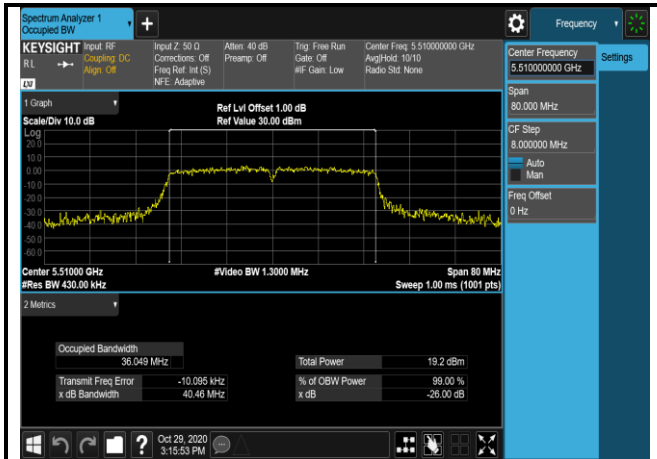 Spectrum Analyzer 1
Occupied BW
+
Frequency
KEYSIGHT
RL
LXI
Input: RF
Coupling: DC
Align: Off
Input Z: 50 Ω
Corrections: Off
Freq Ref: Int (S)
NFE: Adaptive
Atten: 40 dB
Preamp: Off
Trig: Free Run
Gate: Off
#IF Gain: Low
Center Freq: 5.510000000 GHz
Avg|Hold: 10/10
Radio Std: None
Center Frequency
5.510000000 GHz
Settings
Span
80.000 MHz
CF Step
8.000000 MHz
Auto
Man
Freq Offset
0 Hz
1 Graph
Scale/Div 10.0 dB
Ref Lvl Offset 1.00 dB
Ref Value 30.00 dBm
Log
20.0
10.0
0.00
-10.0
-20.0
-30.0
-40.0
-50.0
-60.0
Center 5.51000 GHz
#Video BW 1.3000 MHz
Span 80 MHz
#Res BW 430.00 kHz
Sweep 1.00 ms (1001 pts)
2 Metrics
Occupied Bandwidth
36.049 MHz
Total Power 19.2 dBm
Transmit Freq Error -10.095 kHz
% of OBW Power 99.00 %
x dB Bandwidth 40.46 MHz
x dB -26.00 dB
?
Oct 29, 2020
3:15:53 PM